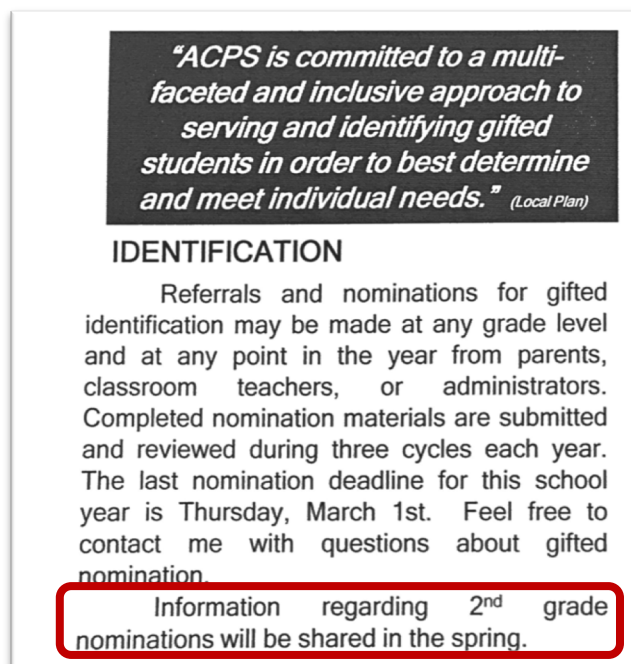 “ACPS is committed to a multi-
faceted and inclusive approach to
serving and identifying gifted
students in order to best determine
and meet individual needs.” (Local Plan)
IDENTIFICATION
Referrals and nominations for gifted
identification may be made at any grade level
and at any point in the year from parents,
classroom teachers, or administrators.
Completed nomination materials are submitted
and reviewed during three cycles each year.
The last nomination deadline for this school
year is Thursday, March 1st. Feel free to
contact me with questions about gifted
nomination.
Information regarding 2nd grade
nominations will be shared in the spring.